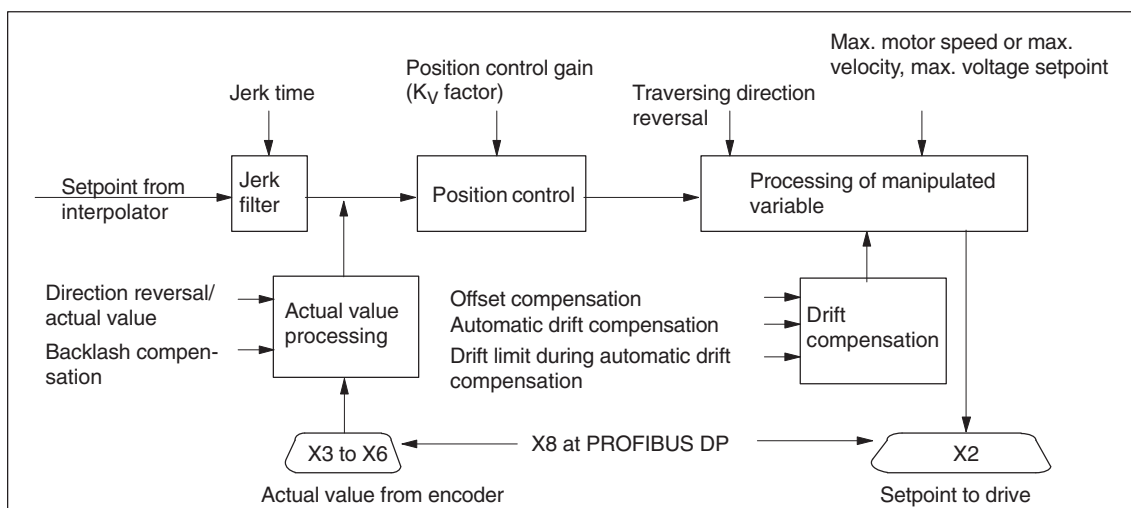 Max. motor speed or max.
velocity, max. voltage setpoint
Position control gain
(KV factor)
Jerk time
Traversing direction
reversal
Setpoint from
interpolator
Jerk
filter
Position control
Processing of manipulated
variable
Direction reversal/
actual value
Backlash compen-
sation
Actual value
processing
Offset compensation
Automatic drift compensation
Drift limit during automatic drift
compensation
Drift
compensation
X3 to X6
X8 at PROFIBUS DP
X2
Actual value from encoder
Setpoint to drive